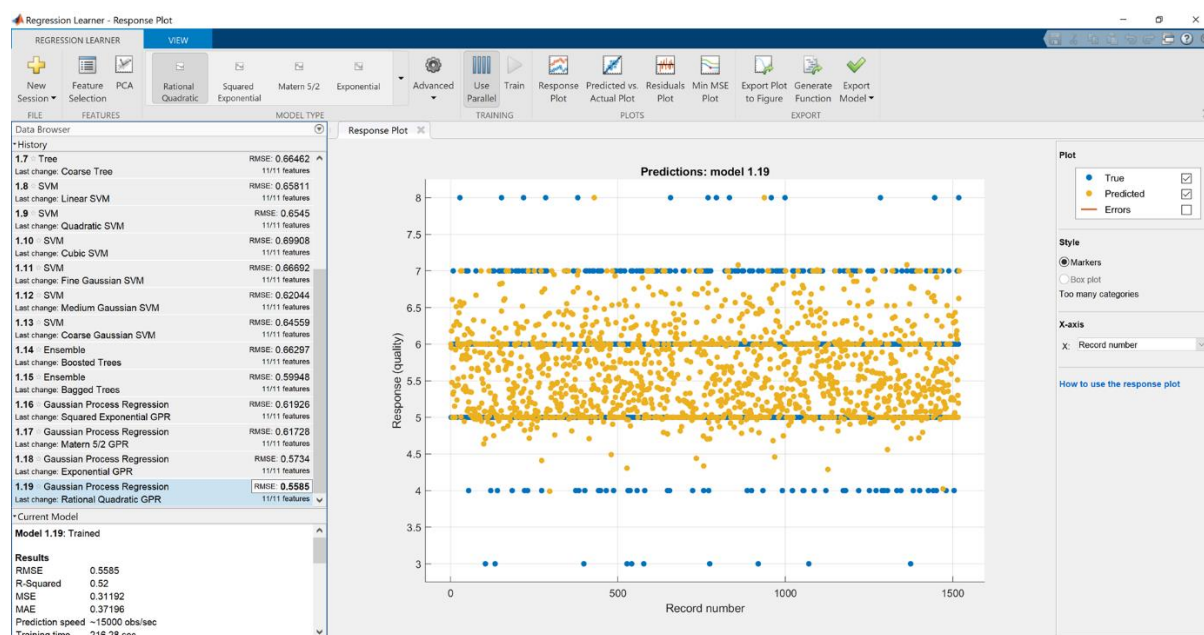 Regression Learner - Response Plot
REGRESSION LEARNER VIEW
New Session
Feature Selection
PCA
Rational Quadratic
Squared Exponential
Matern 5/2
Exponential
Advanced
Use Parallel
Train
Response Plot
Predicted vs. Actual Plot
Residuals Plot
Min MSE Plot
Export Plot to Figure
Generate Function
Export Model
FILE FEATURES MODEL TYPE TRAINING PLOTS EXPORT
Data Browser
History
1.7 Tree RMSE: 0.66462
Last change: Coarse Tree 11/11 features
1.8 SVM RMSE: 0.65811
Last change: Linear SVM 11/11 features
1.9 SVM RMSE: 0.6545
Last change: Quadratic SVM 11/11 features
1.10 SVM RMSE: 0.69908
Last change: Cubic SVM 11/11 features
1.11 SVM RMSE: 0.66692
Last change: Fine Gaussian SVM 11/11 features
1.12 SVM RMSE: 0.62044
Last change: Medium Gaussian SVM 11/11 features
1.13 SVM RMSE: 0.64559
Last change: Coarse Gaussian SVM 11/11 features
1.14 Ensemble RMSE: 0.66297
Last change: Boosted Trees 11/11 features
1.15 Ensemble RMSE: 0.59948
Last change: Bagged Trees 11/11 features
1.16 Gaussian Process Regression RMSE: 0.61926
Last change: Squared Exponential GPR 11/11 features
1.17 Gaussian Process Regression RMSE: 0.61728
Last change: Matern 5/2 GPR 11/11 features
1.18 Gaussian Process Regression RMSE: 0.5734
Last change: Exponential GPR 11/11 features
1.19 Gaussian Process Regression RMSE: 0.5585
Last change: Rational Quadratic GPR 11/11 features
Current Model
Model 1.19: Trained
Results
RMSE 0.5585
R-Squared 0.52
MSE 0.31192
MAE 0.37196
Prediction speed ~15000 obs/sec
Training time 216.28 sec
Response Plot
Predictions: model 1.19
Response (quality)
8
7.5
7
6.5
6
5.5
5
4.5
4
3.5
3
0 500 1000 1500
Record number
Plot
True
Predicted
Errors
Style
Markers
Box plot
Too many categories
X-axis
X: Record number
How to use the response plot